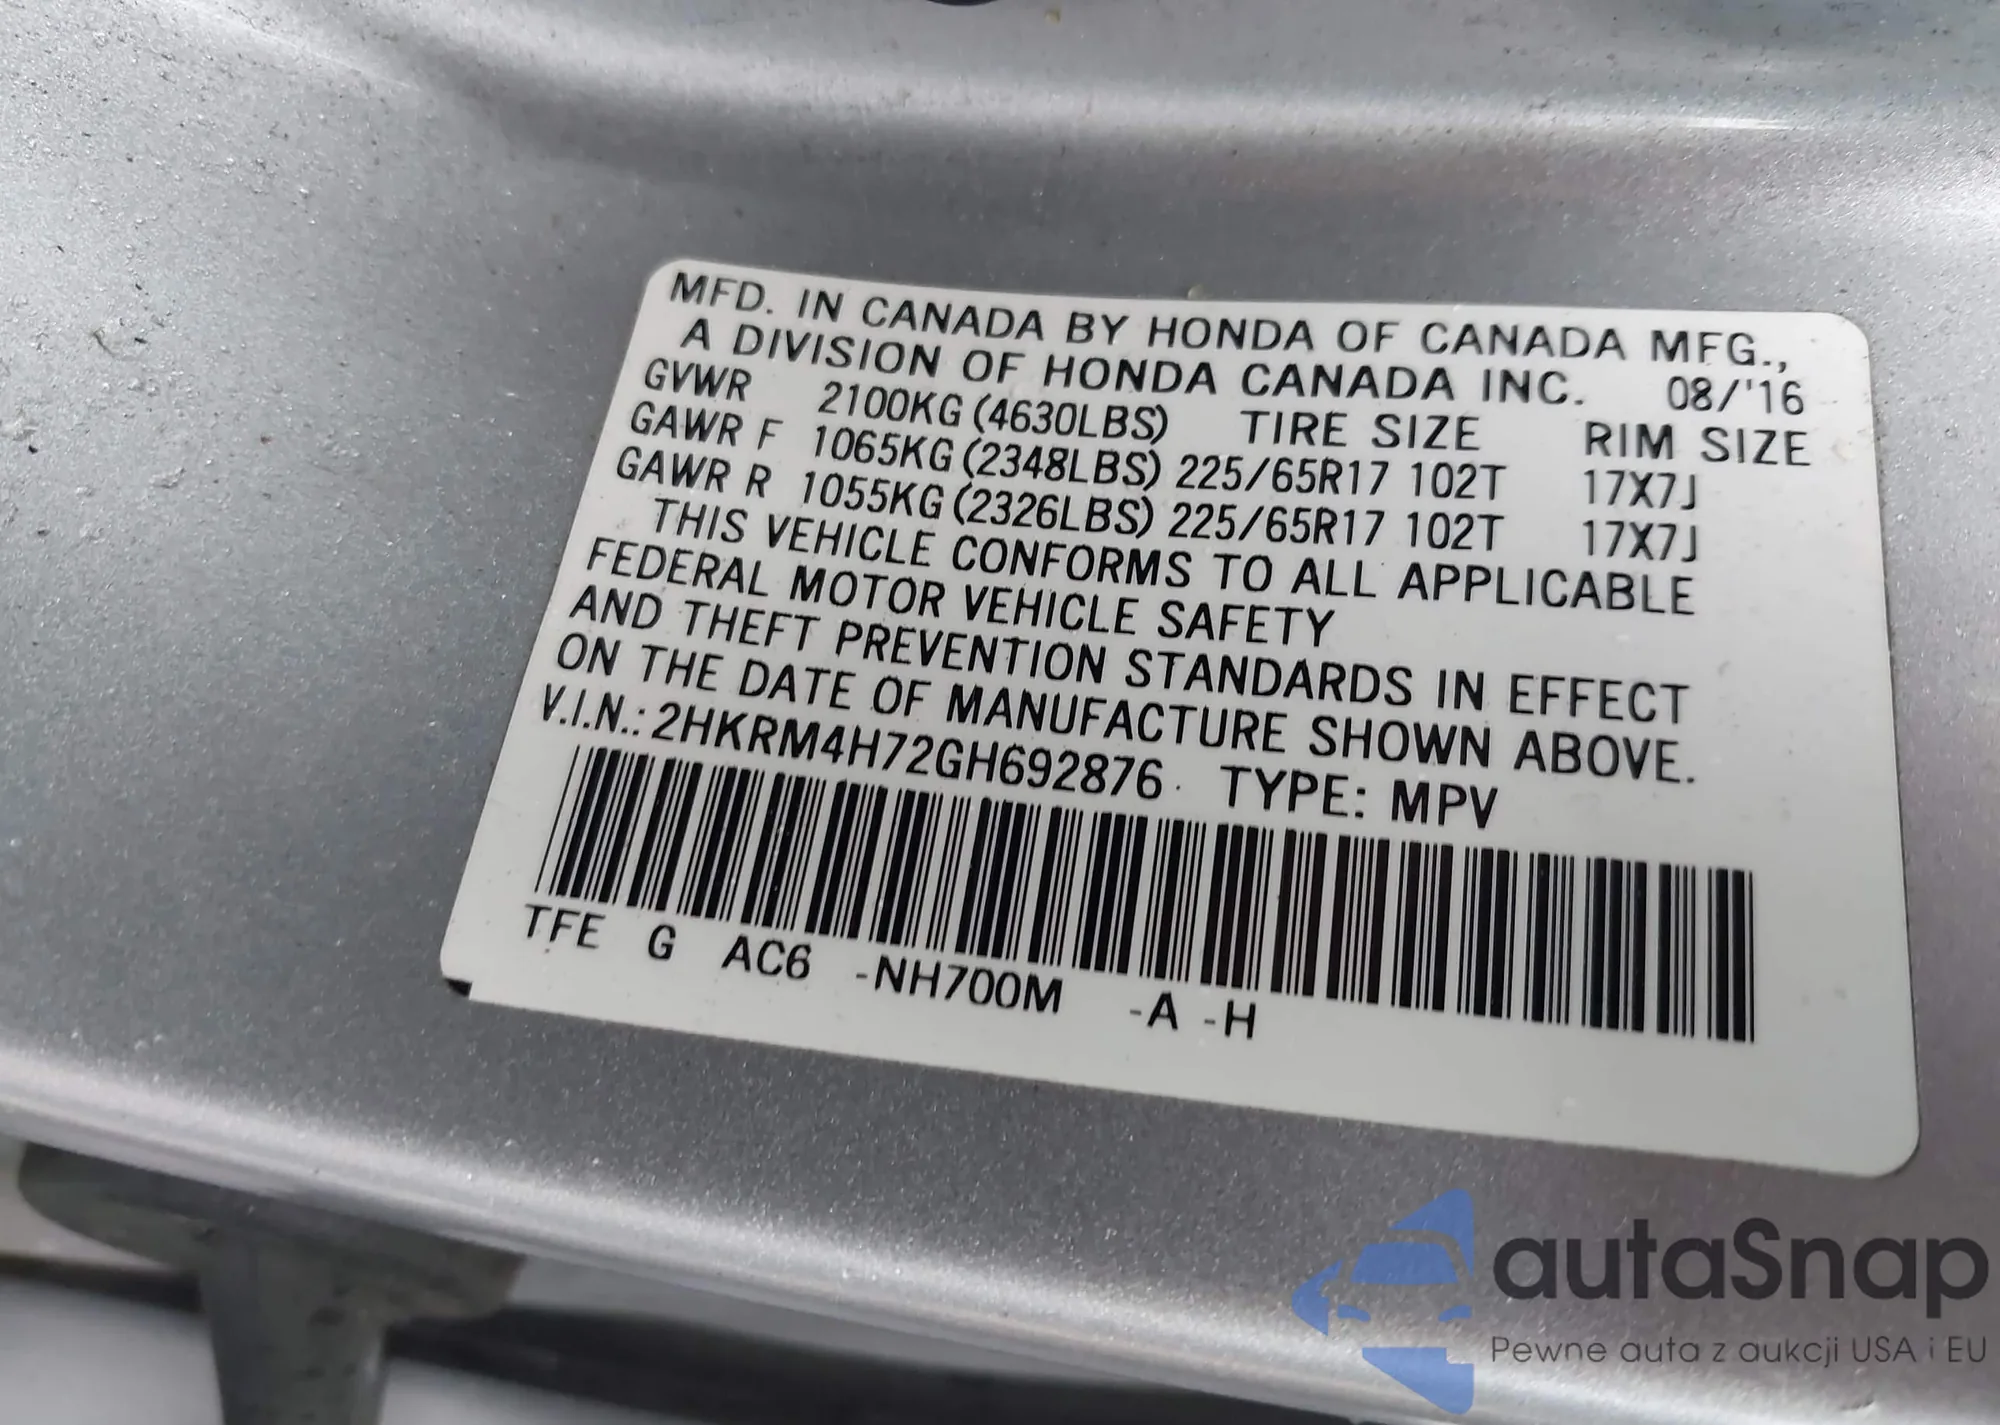 MFD. IN CANADA BY HONDA OF CANADA MFG.,
A DIVISION OF HONDA CANADA INC. 08/'16
GVWR 2100KG (4630LBS) TIRE SIZE RIM SIZE
GAWR F 1065KG (2348LBS) 225/65R17 102T 17X7J
GAWR R 1055KG (2326LBS) 225/65R17 102T 17X7J
THIS VEHICLE CONFORMS TO ALL APPLICABLE
FEDERAL MOTOR VEHICLE SAFETY
AND THEFT PREVENTION STANDARDS IN EFFECT
ON THE DATE OF MANUFACTURE SHOWN ABOVE.
V.I.N.: 2HKRM4H72GH692876 TYPE: MPV
TFE G AC6 -NH700M -A -H
autaSnap
Pewne auta z aukcji USA i EU